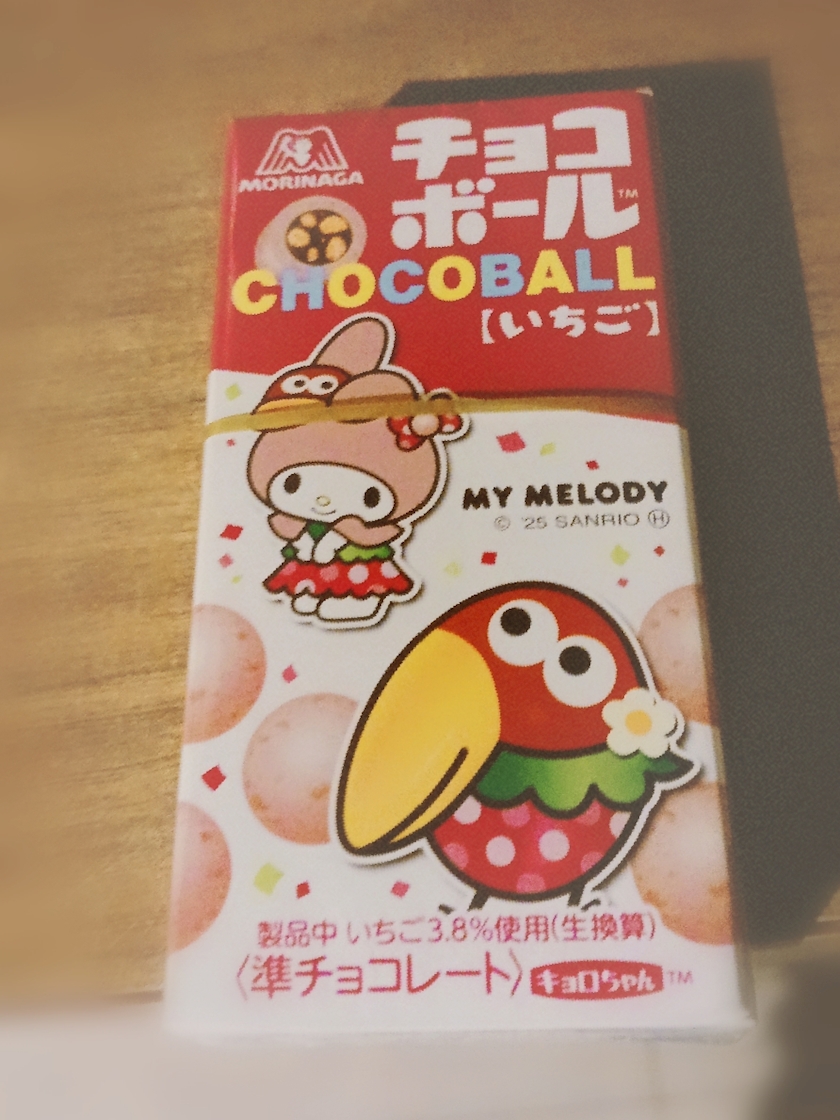 MORINAGA
チョコ
ボール™
CHOCOBALL
【いちご】
MY MELODY
© '25 SANRIO Ⓗ
製品中 いちご3.8%使用(生換算)
〈準チョコレート〉 キョロちゃん™